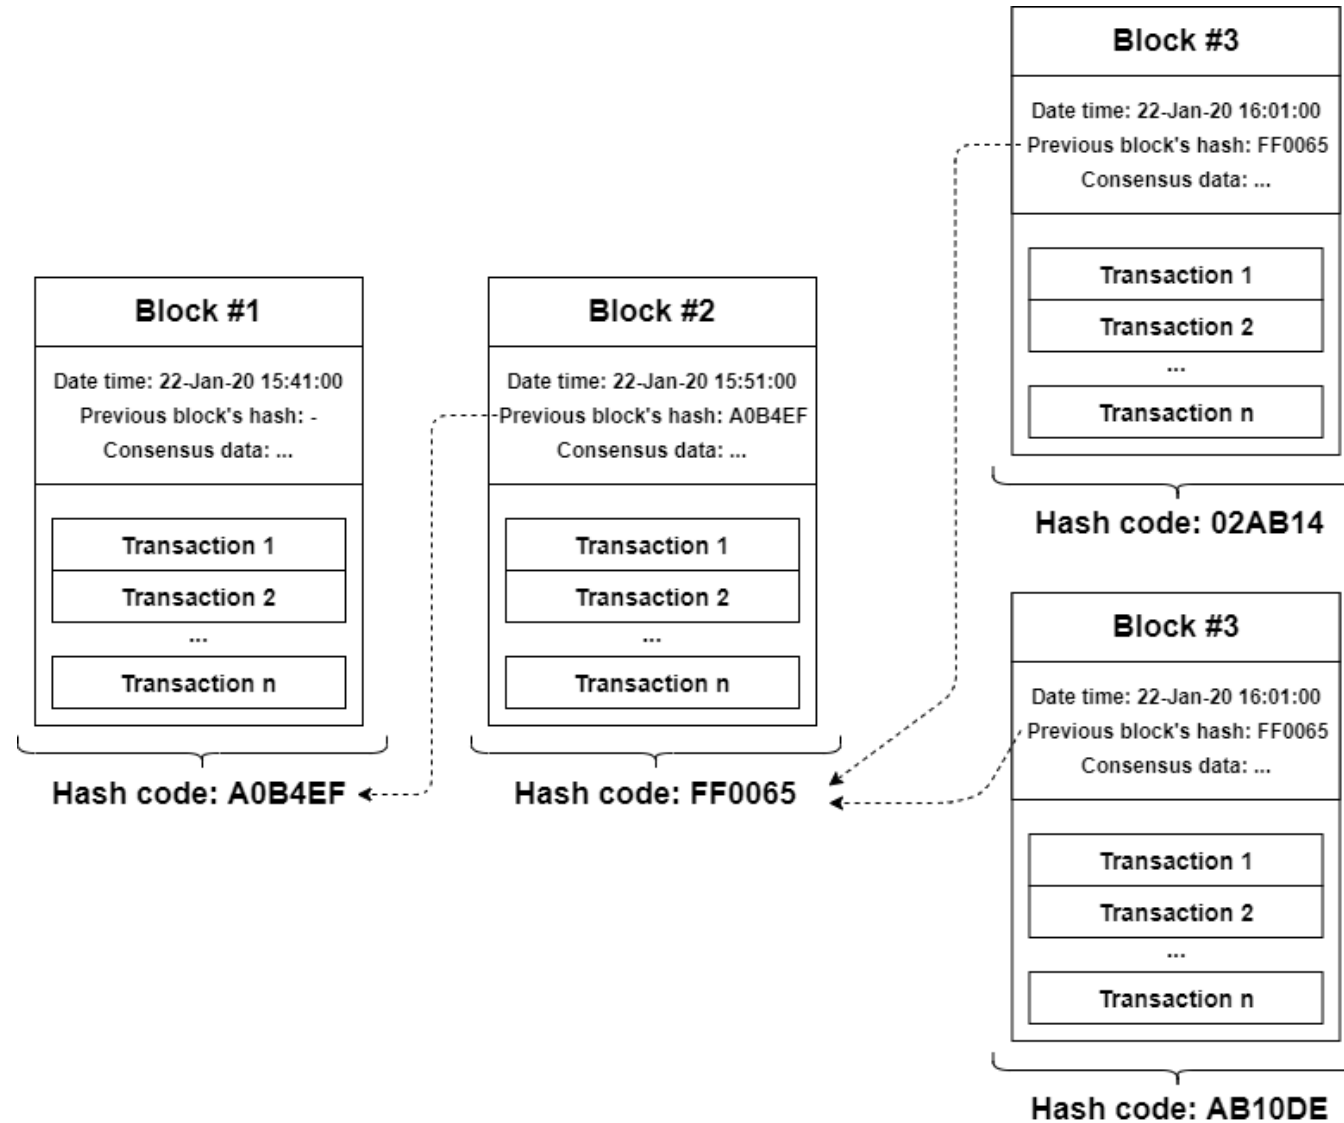 Block #1
Date time: 22-Jan-20 15:41:00
Previous block's hash: -
Consensus data: ...
Transaction 1
Transaction 2
...
Transaction n
Hash code: A0B4EF
Block #2
Date time: 22-Jan-20 15:51:00
Previous block's hash: A0B4EF
Consensus data: ...
Transaction 1
Transaction 2
...
Transaction n
Hash code: FF0065
Block #3
Date time: 22-Jan-20 16:01:00
Previous block's hash: FF0065
Consensus data: ...
Transaction 1
Transaction 2
...
Transaction n
Hash code: 02AB14
Block #3
Date time: 22-Jan-20 16:01:00
Previous block's hash: FF0065
Consensus data: ...
Transaction 1
Transaction 2
...
Transaction n
Hash code: AB10DE